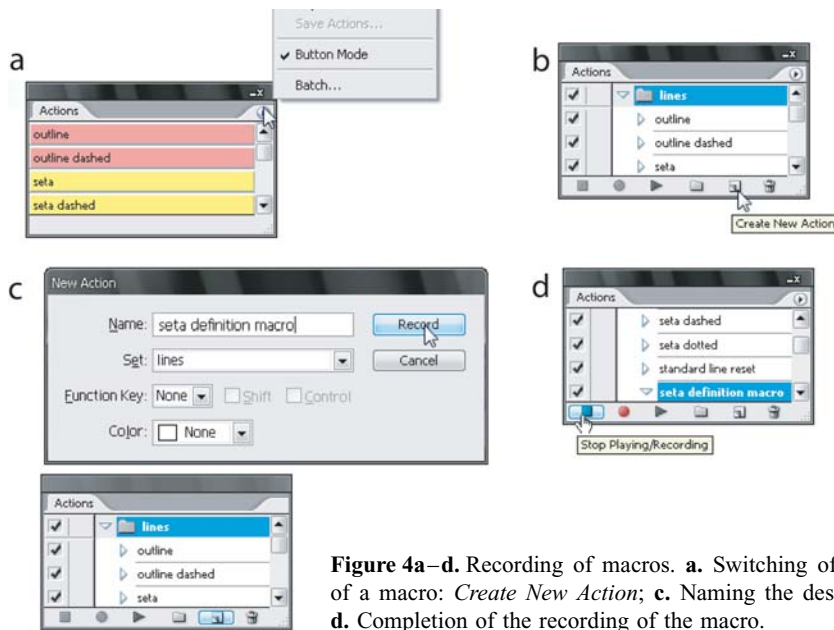 Save Actions...
Button Mode
Batch...
a
Actions
outline
outline dashed
seta
seta dashed
b
Actions
lines
outline
outline dashed
seta
Create New Action
c
New Action
Name: seta definition macro
Record
Set: lines
Cancel
Function Key: None Shift Control
Color: None
d
Actions
seta dashed
seta dotted
standard line reset
seta definition macro
Stop Playing/Recording
Actions
lines
outline
outline dashed
seta
Figure 4a–d. Recording of macros. a. Switching of
of a macro: Create New Action; c. Naming the des
d. Completion of the recording of the macro.